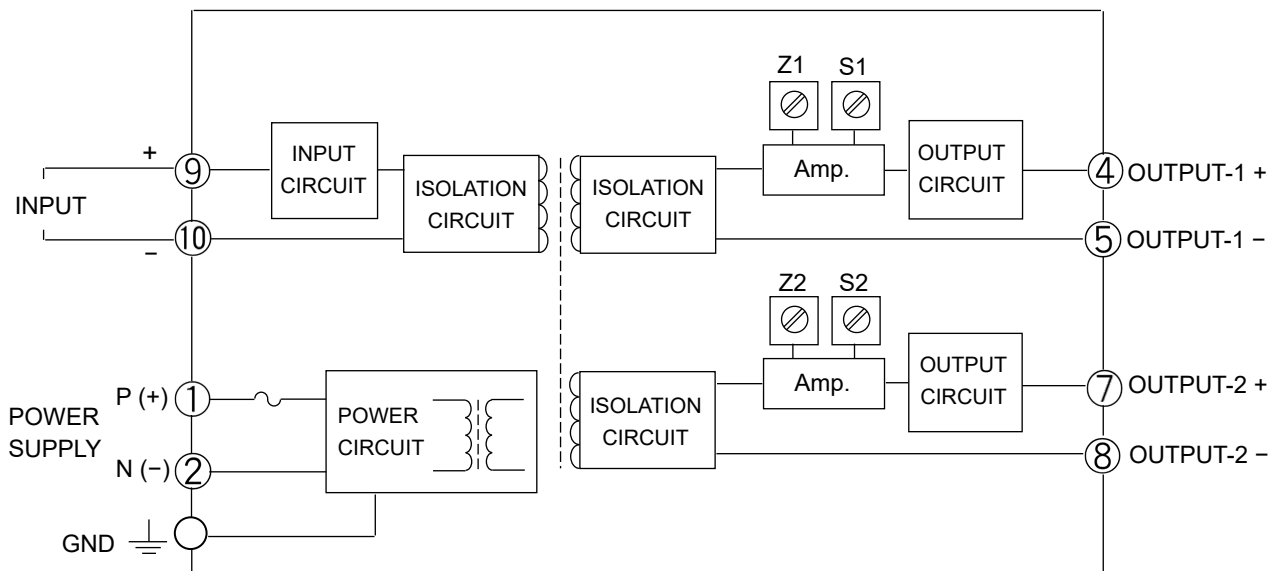 Z1
S1
+
9
INPUT
CIRCUIT
ISOLATION
CIRCUIT
ISOLATION
CIRCUIT
Amp.
OUTPUT
CIRCUIT
4
OUTPUT-1 +
INPUT
10
−
5
OUTPUT-1 −
Z2
S2
P (+)
1
POWER
SUPPLY
N (−)
2
POWER
CIRCUIT
ISOLATION
CIRCUIT
Amp.
OUTPUT
CIRCUIT
7
OUTPUT-2 +
8
OUTPUT-2 −
GND